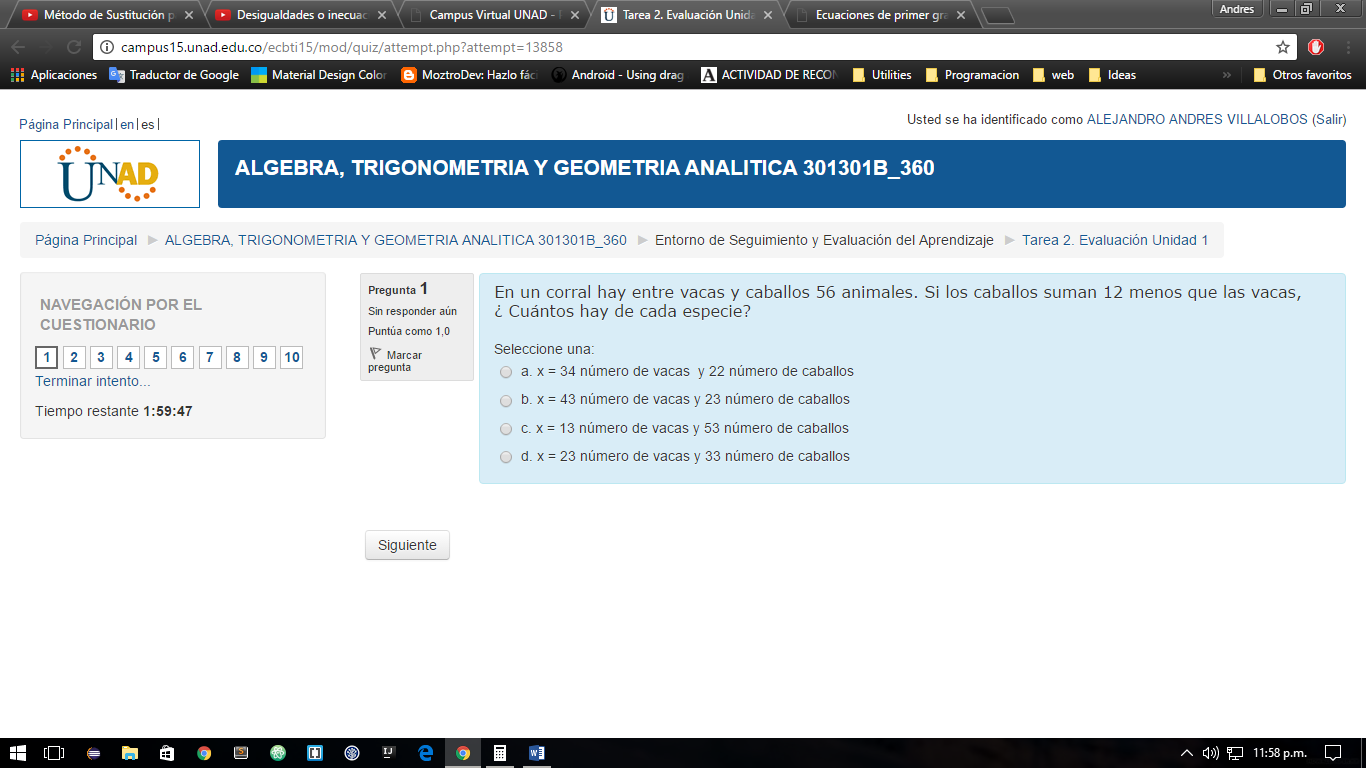 Método de Sustitución p
Desigualdades o inecuac
Campus Virtual UNAD -
Tarea 2. Evaluación Unida
Ecuaciones de primer gra
Andres
campus15.unad.edu.co/ecbti15/mod/quiz/attempt.php?attempt=13858
Aplicaciones
Traductor de Google
Material Design Color
MoztroDev: Hazlo fác
Android - Using drag
ACTIVIDAD DE RECON
Utilities
Programacion
web
Ideas
»
Otros favoritos
Página Principal| en| es|
Usted se ha identificado como ALEJANDRO ANDRES VILLALOBOS (Salir)
UNAD
ALGEBRA, TRIGONOMETRIA Y GEOMETRIA ANALITICA 301301B_360
Página Principal ► ALGEBRA, TRIGONOMETRIA Y GEOMETRIA ANALITICA 301301B_360 ► Entorno de Seguimiento y Evaluación del Aprendizaje ► Tarea 2. Evaluación Unidad 1
NAVEGACIÓN POR EL
CUESTIONARIO
1 2 3 4 5 6 7 8 9 10
Terminar intento...
Tiempo restante 1:59:47
Pregunta 1
Sin responder aún
Puntúa como 1,0
Marcar
pregunta
En un corral hay entre vacas y caballos 56 animales. Si los caballos suman 12 menos que las vacas,
¿ Cuántos hay de cada especie?
Seleccione una:
a. x = 34 número de vacas y 22 número de caballos
b. x = 43 número de vacas y 23 número de caballos
c. x = 13 número de vacas y 53 número de caballos
d. x = 23 número de vacas y 33 número de caballos
Siguiente
11:58 p.m.